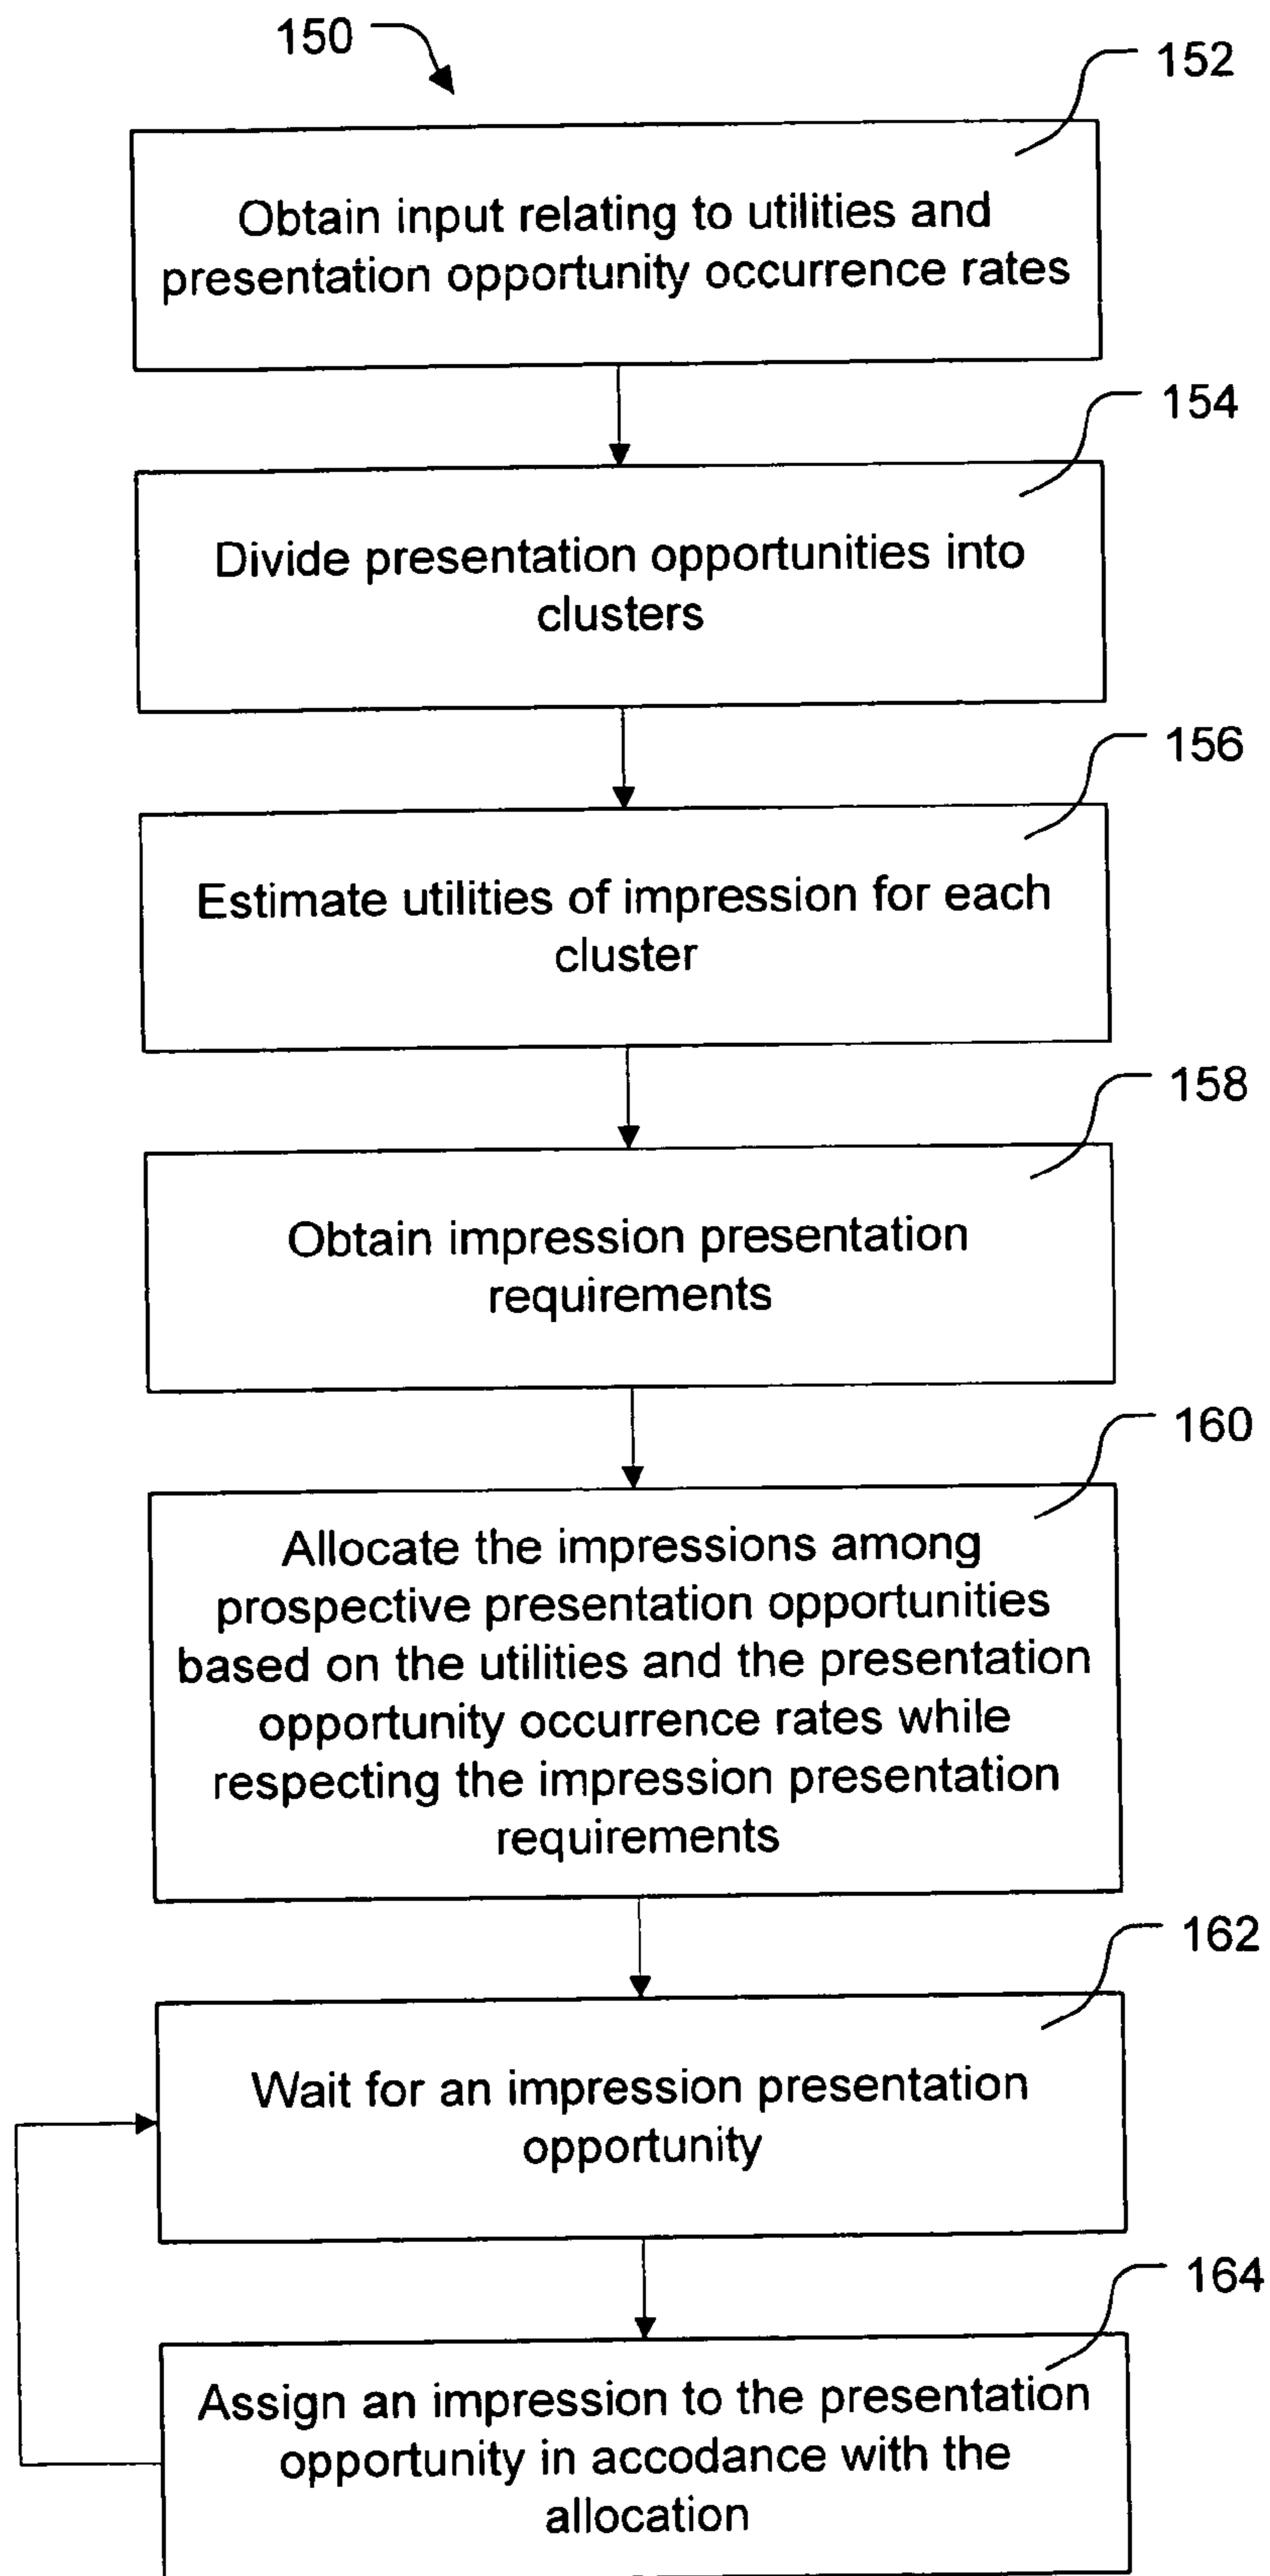 150
152
Obtain input relating to utilities and
presentation opportunity occurrence rates
154
Divide presentation opportunities into
clusters
156
Estimate utilities of impression for each
cluster
158
Obtain impression presentation
requirements
160
Allocate the impressions among
prospective presentation opportunities
based on the utilities and the presentation
opportunity occurrence rates while
respecting the impression presentation
requirements
162
Wait for an impression presentation
opportunity
164
Assign an impression to the presentation
opportunity in accodance with the
allocation